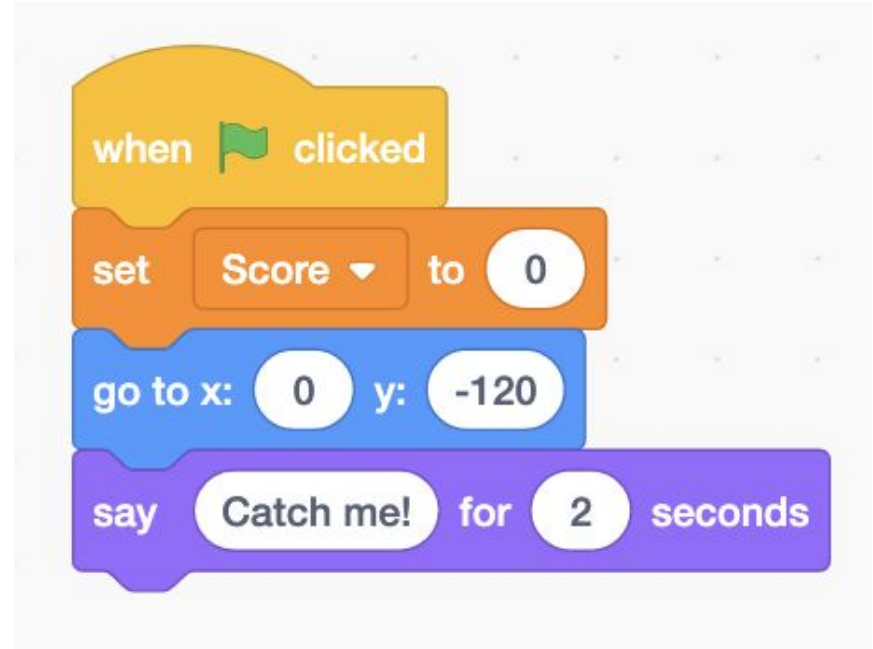 when clicked
set Score to 0
go to x: 0 y: -120
say Catch me! for 2 seconds